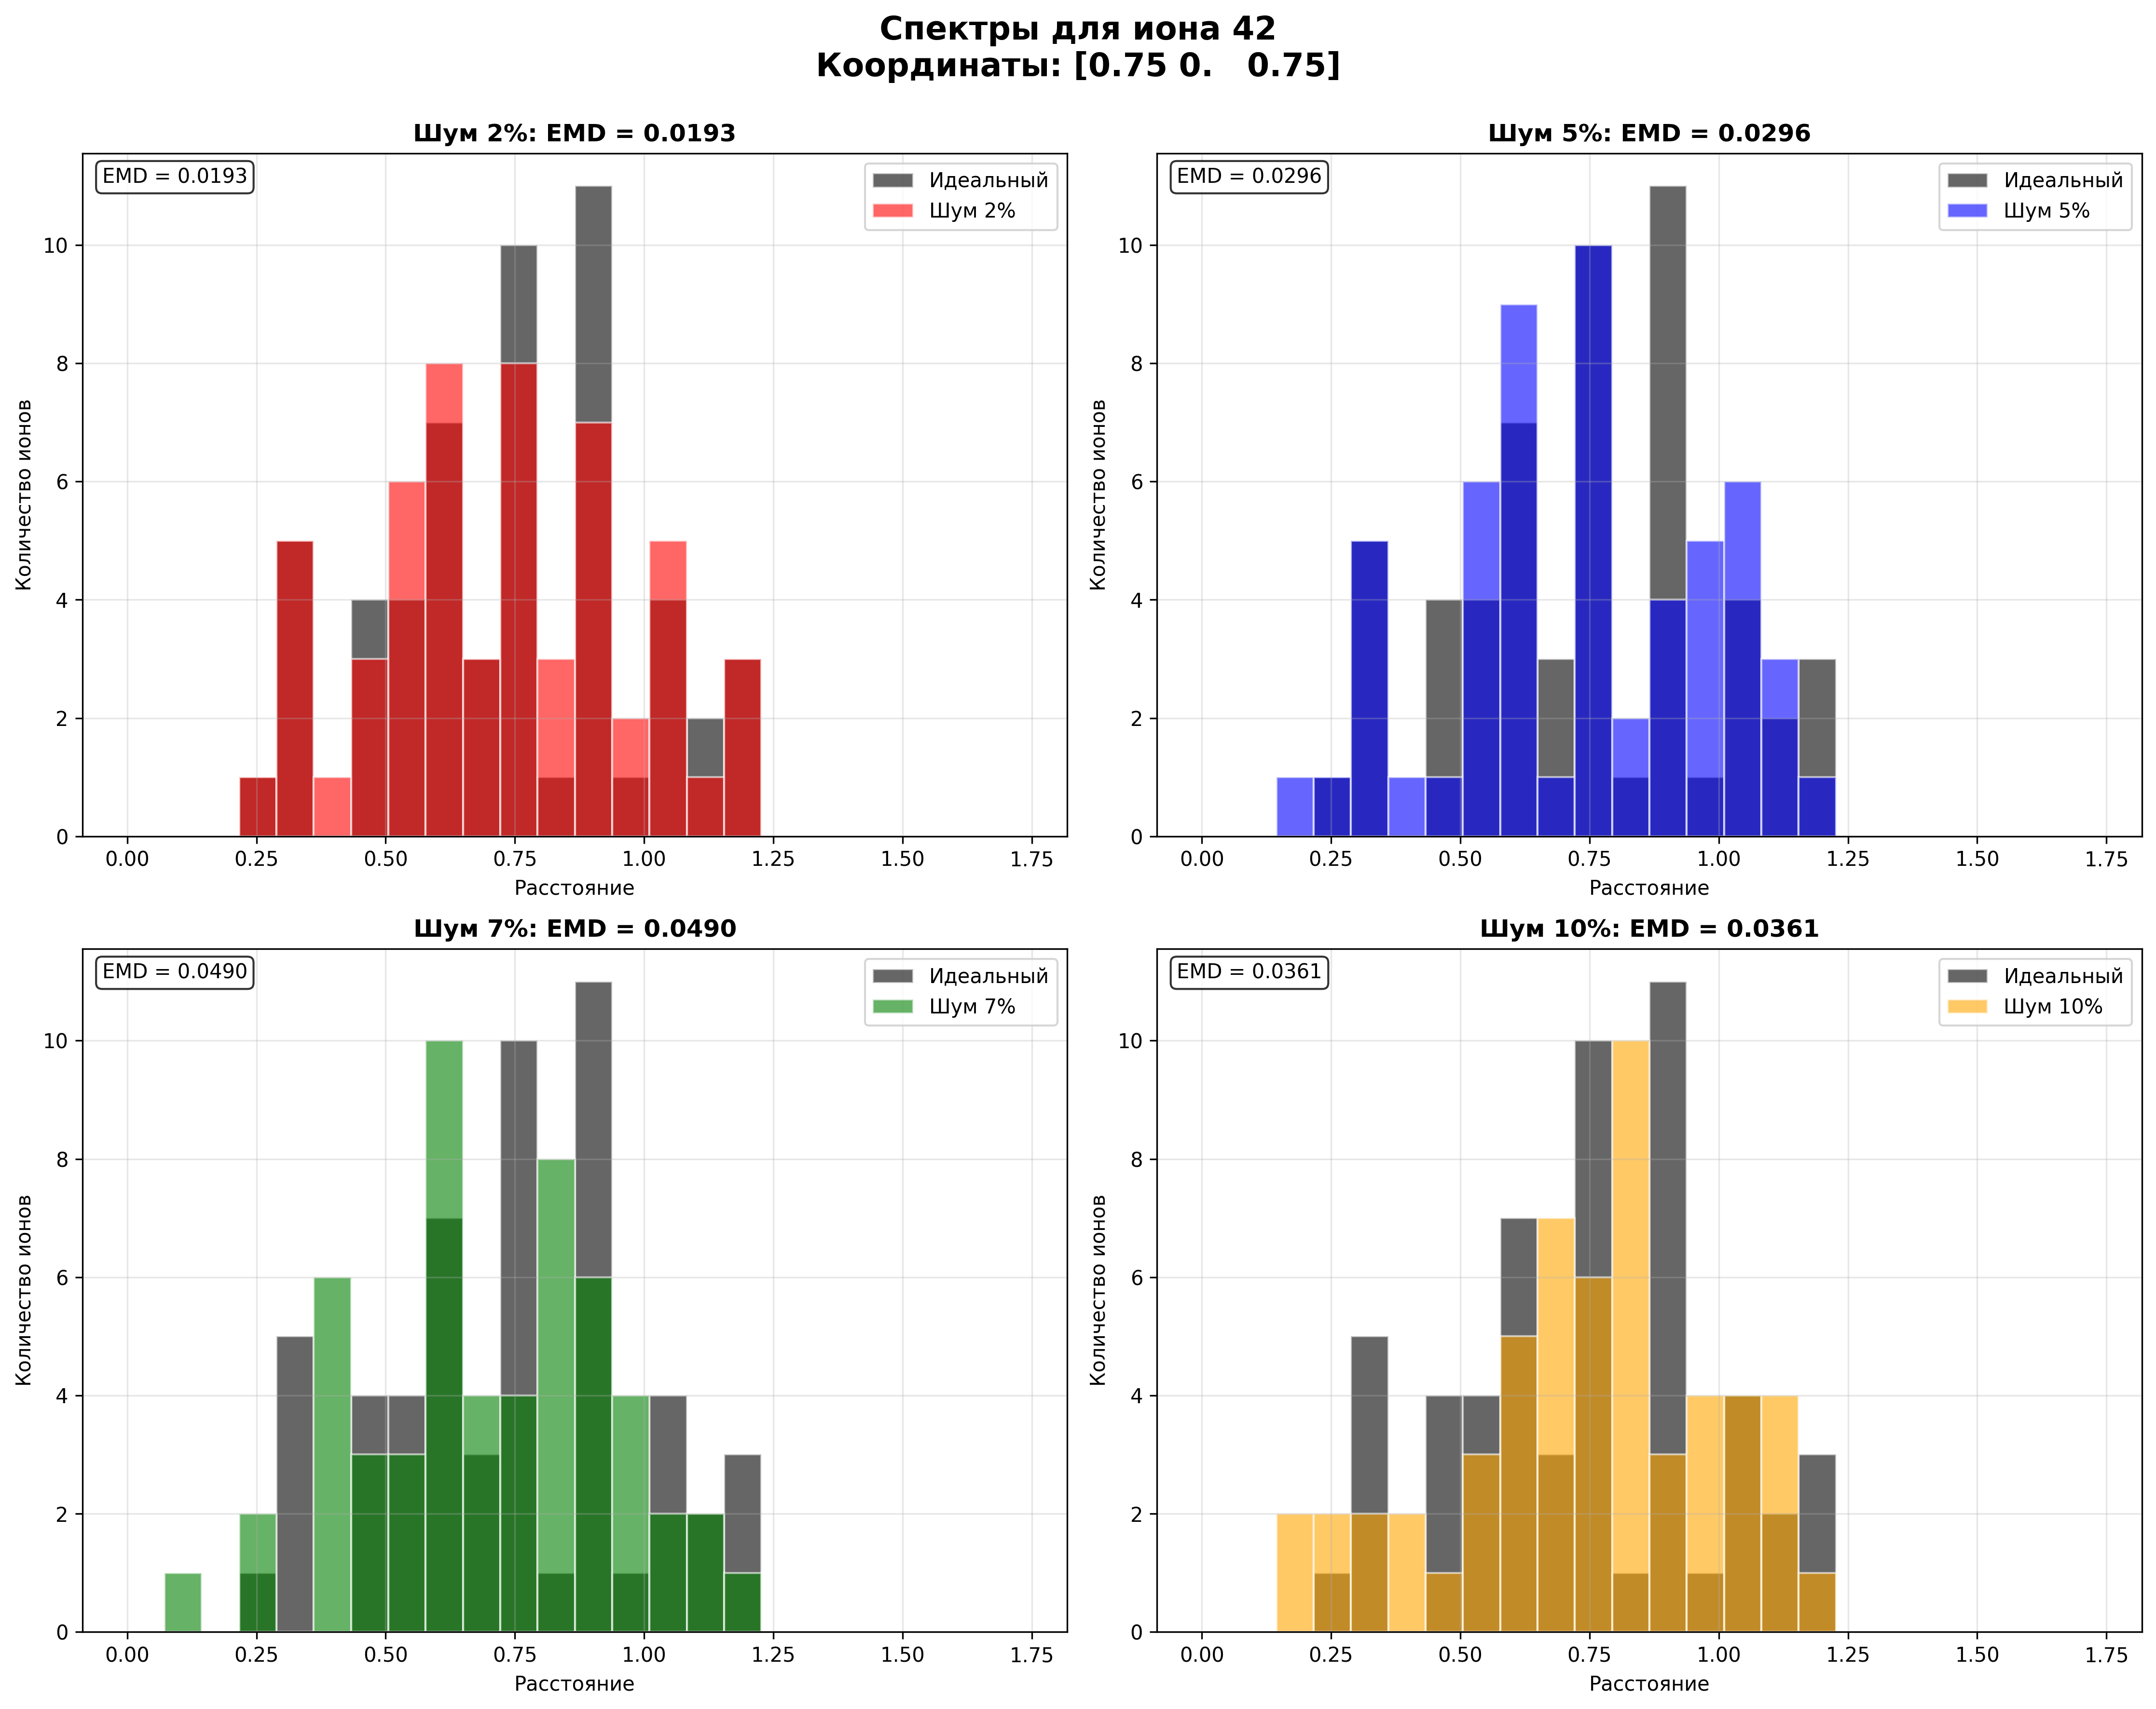 Спектры для иона 42
Координаты: [0.75 0.   0.75]
Шум 2%: EMD = 0.0193
EMD = 0.0193
Идеальный
Шум 2%
Количество ионов
10
8
6
4
2
0
0.00 0.25 0.50 0.75 1.00 1.25 1.50 1.75
Расстояние
Шум 5%: EMD = 0.0296
EMD = 0.0296
Идеальный
Шум 5%
Количество ионов
10
8
6
4
2
0
0.00 0.25 0.50 0.75 1.00 1.25 1.50 1.75
Расстояние
Шум 7%: EMD = 0.0490
EMD = 0.0490
Идеальный
Шум 7%
Количество ионов
10
8
6
4
2
0
0.00 0.25 0.50 0.75 1.00 1.25 1.50 1.75
Расстояние
Шум 10%: EMD = 0.0361
EMD = 0.0361
Идеальный
Шум 10%
Количество ионов
10
8
6
4
2
0
0.00 0.25 0.50 0.75 1.00 1.25 1.50 1.75
Расстояние